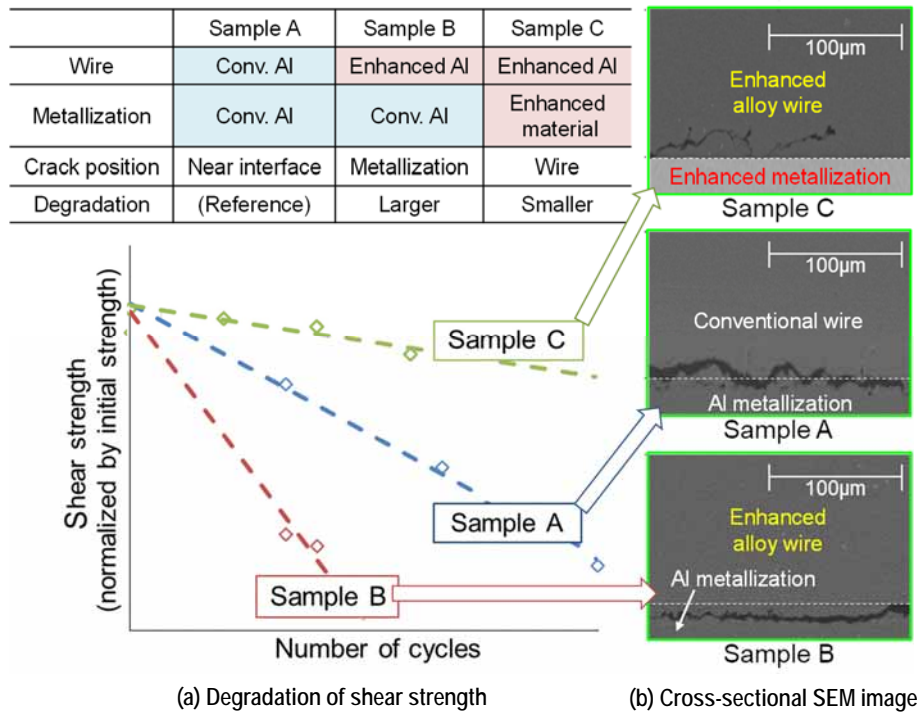 Sample A Sample B Sample C
Wire Conv. Al Enhanced Al Enhanced Al
Metallization Conv. Al Conv. Al Enhanced material
Crack position Near interface Metallization Wire
Degradation (Reference) Larger Smaller
Shear strength
(normalized by initial strength)
Sample C
Sample A
Sample B
Number of cycles
(a) Degradation of shear strength
100μm
Enhanced
alloy wire
Enhanced metallization
Sample C
100μm
Conventional wire
Al metallization
Sample A
100μm
Enhanced
alloy wire
Al metallization
Sample B
(b) Cross-sectional SEM image